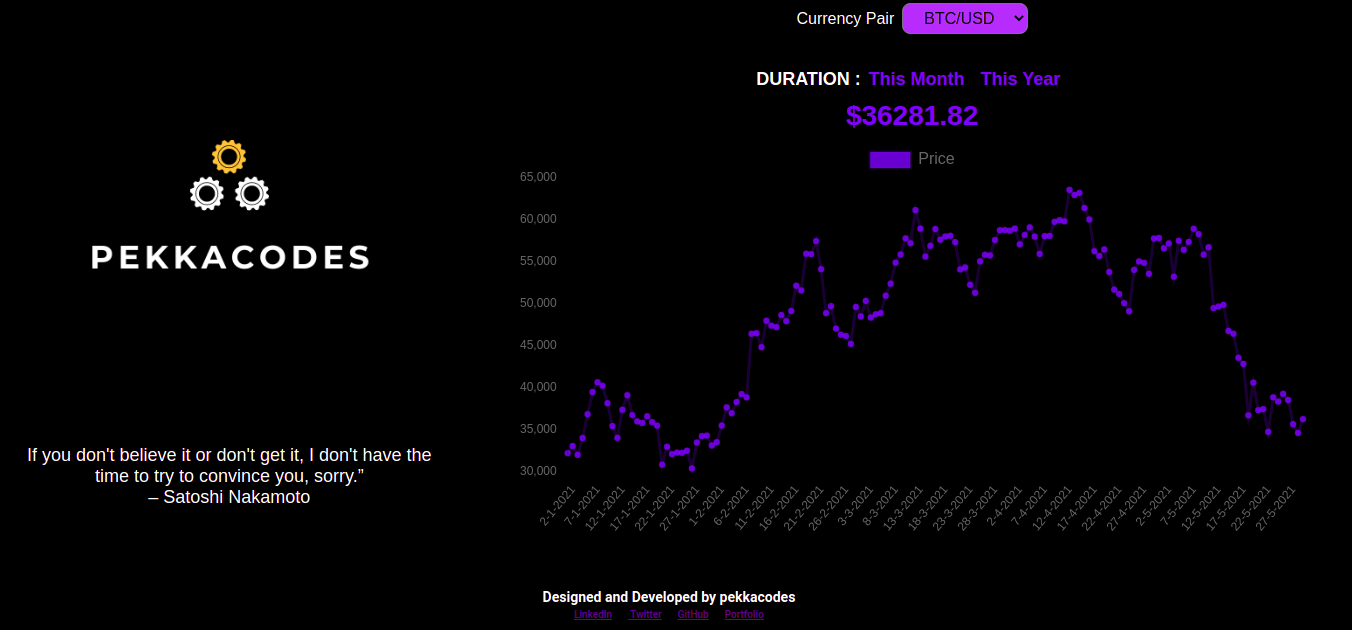 Currency Pair BTC/USD
DURATION : This Month This Year
$36281.82
Price
65,000
60,000
55,000
50,000
45,000
40,000
35,000
30,000
2-1-2021 7-1-2021 12-1-2021 17-1-2021 22-1-2021 27-1-2021 1-2-2021 6-2-2021 11-2-2021 16-2-2021 21-2-2021 26-2-2021 3-3-2021 8-3-2021 13-3-2021 18-3-2021 23-3-2021 28-3-2021 2-4-2021 7-4-2021 12-4-2021 17-4-2021 22-4-2021 27-4-2021 2-5-2021 7-5-2021 12-5-2021 17-5-2021 22-5-2021 27-5-2021
PEKKACODES
If you don't believe it or don't get it, I don't have the
time to try to convince you, sorry.”
– Satoshi Nakamoto
Designed and Developed by pekkacodes
LinkedIn Twitter GitHub Portfolio